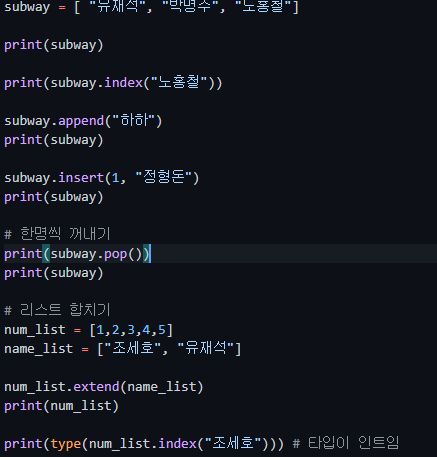 subway = [ "유재석", "박명수", "노홍철"]
print(subway)
print(subway.index("노홍철"))
subway.append("하하")
print(subway)
subway.insert(1, "정형돈")
print(subway)
# 한명씩 꺼내기
print(subway.pop())
print(subway)
# 리스트 합치기
num_list = [1,2,3,4,5]
name_list = ["조세호", "유재석"]
num_list.extend(name_list)
print(num_list)
print(type(num_list.index("조세호"))) # 타입이 인트임